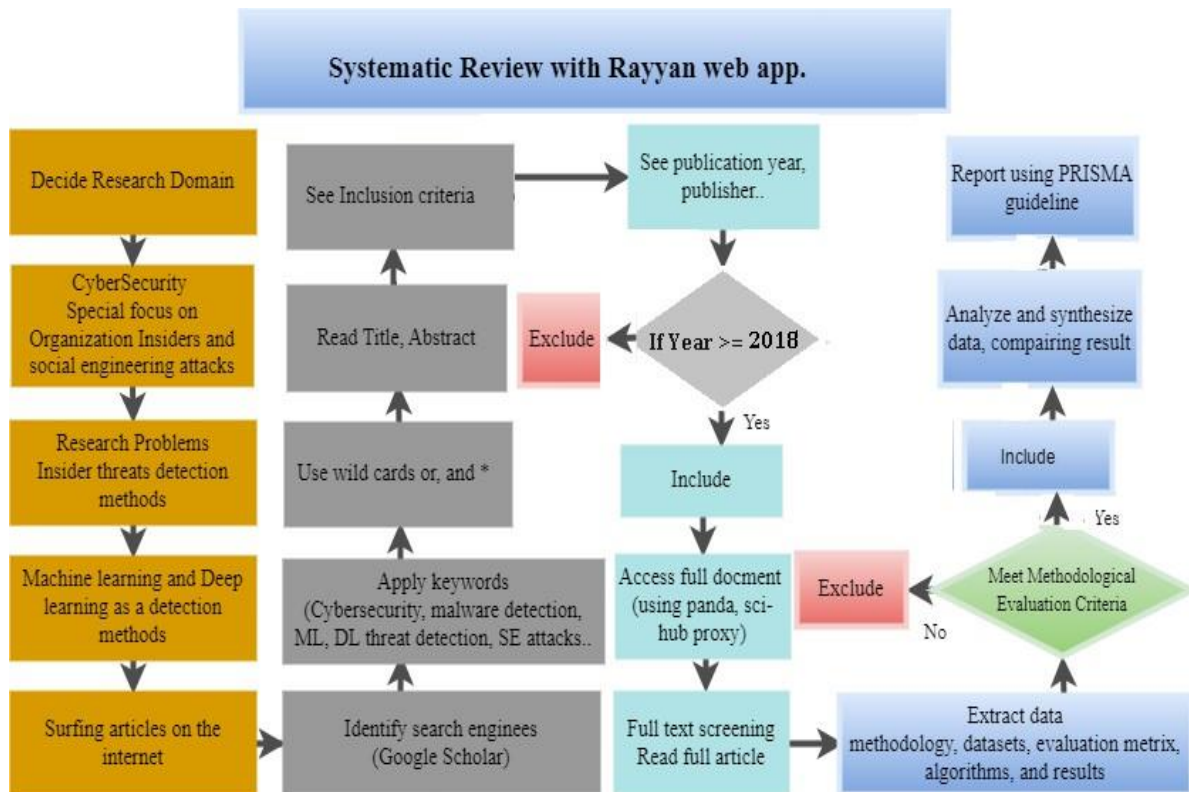 Systematic Review with Rayyan web app.
Decide Research Domain
CyberSecurity
Special focus on
Organization Insiders and
social engineering attacks
Research Problems
Insider threats detection
methods
Machine learning and Deep
learning as a detection
methods
Surfing articles on the
internet
Identify search enginees
(Google Scholar)
Apply keywords
(Cybersecurity, malware detection,
ML, DL threat detection, SE attacks..
Use wild cards or, and *
Read Title, Abstract
See Inclusion criteria
See publication year,
publisher..
If Year >= 2018
Exclude
Yes
Include
Access full docment
(using panda, sci-
hub proxy)
Full text screening
Read full article
Extract data
methodology, datasets, evaluation metrix,
algorithms, and results
Meet Methodological
Evaluation Criteria
No
Exclude
Yes
Include
Analyze and synthesize
data, compairing result
Report using PRISMA
guideline